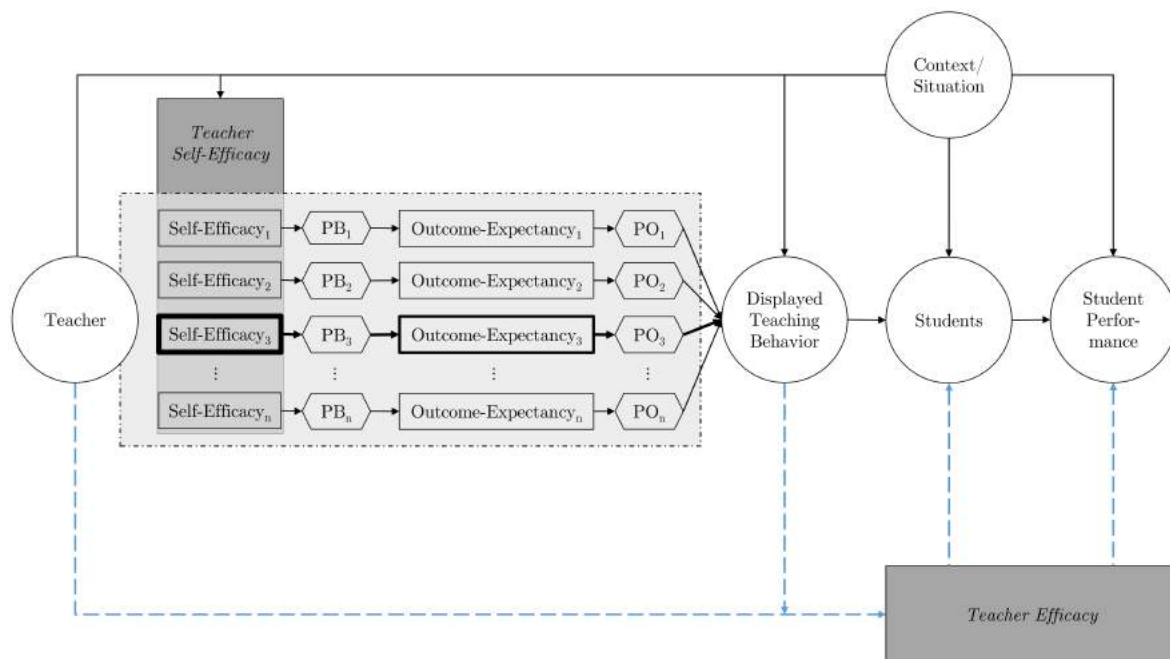 Context/
Situation
Teacher
Self-Efficacy
Self-Efficacy₁ PB₁ Outcome-Expectancy₁ PO₁
Self-Efficacy₂ PB₂ Outcome-Expectancy₂ PO₂
Teacher
Self-Efficacy₃ PB₃ Outcome-Expectancy₃ PO₃
⋮ ⋮ ⋮ ⋮
Self-Efficacyₙ PBₙ Outcome-Expectancyₙ POₙ
Displayed
Teaching
Behavior
Students
Student
Perfor-
mance
Teacher Efficacy